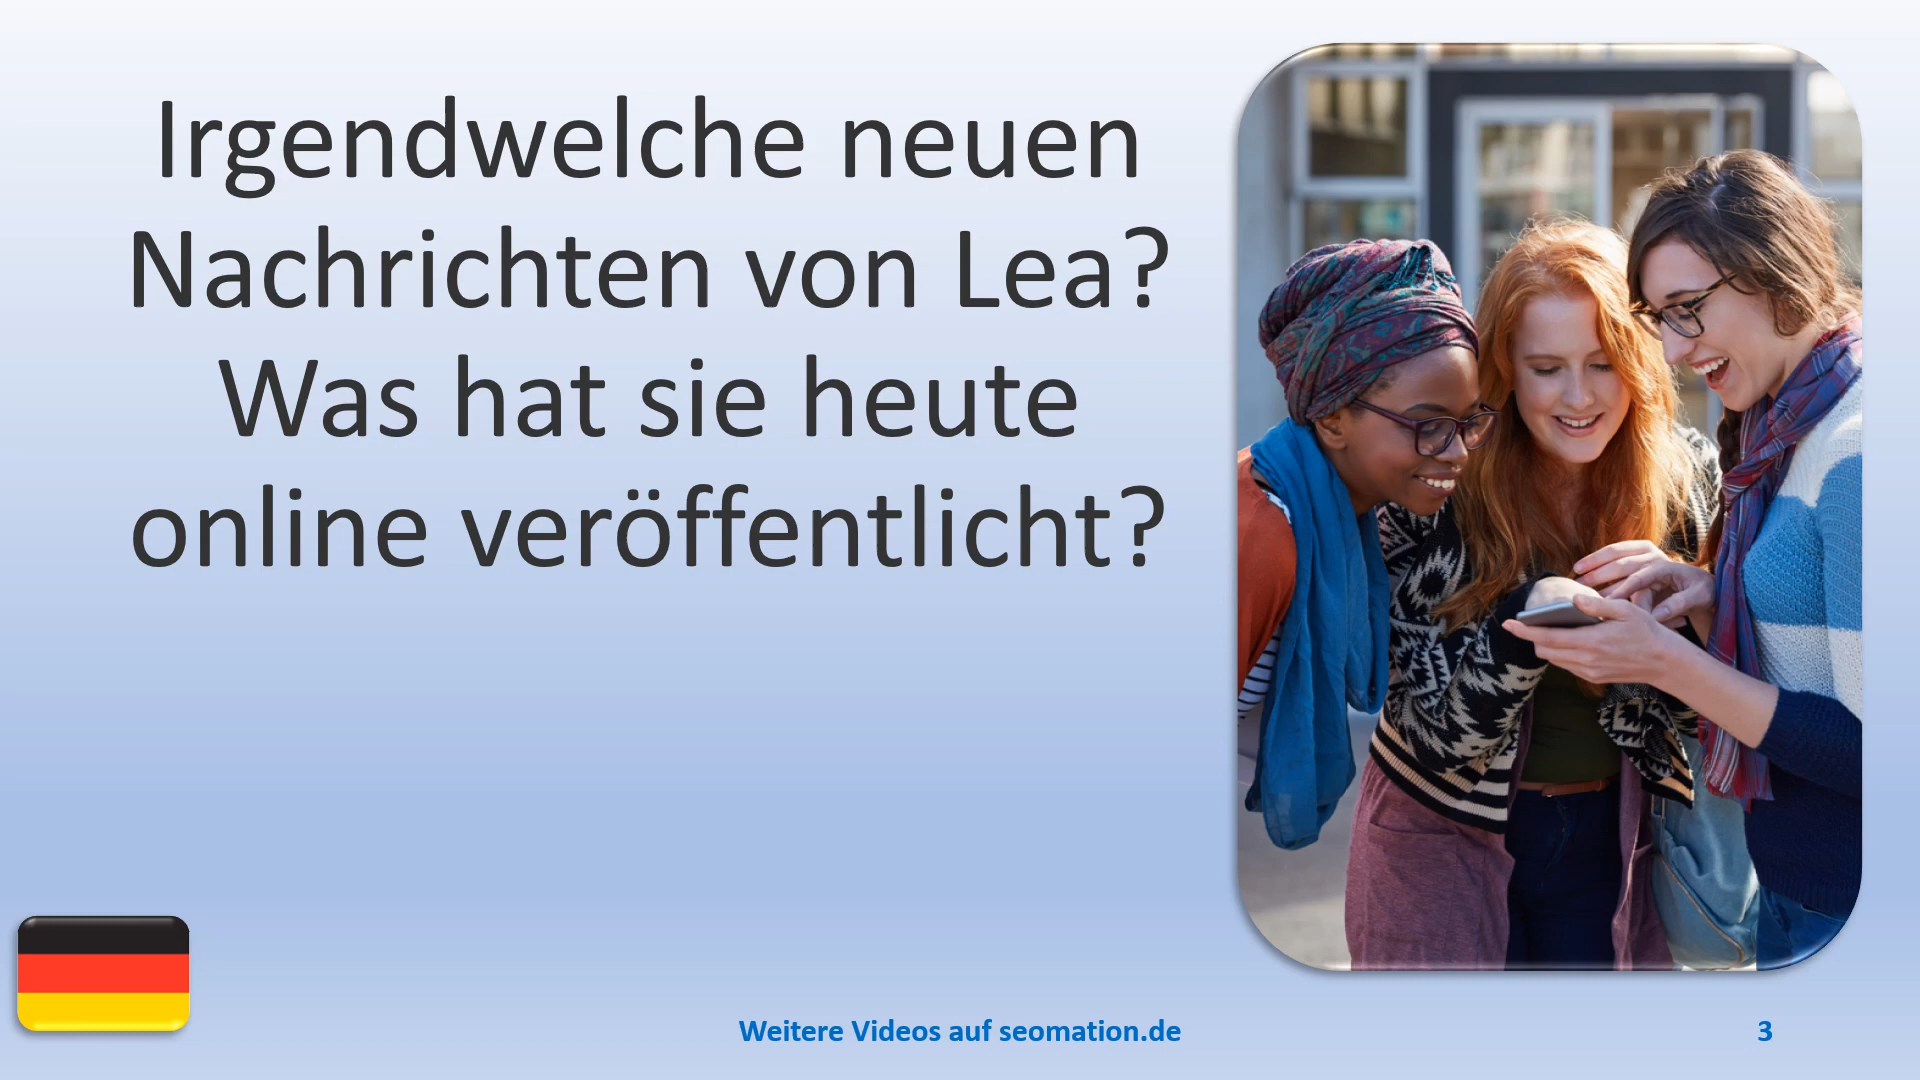 Irgendwelche neuen
Nachrichten von Lea?
Was hat sie heute
online veröffentlicht?
Weitere Videos auf seomation.de
3